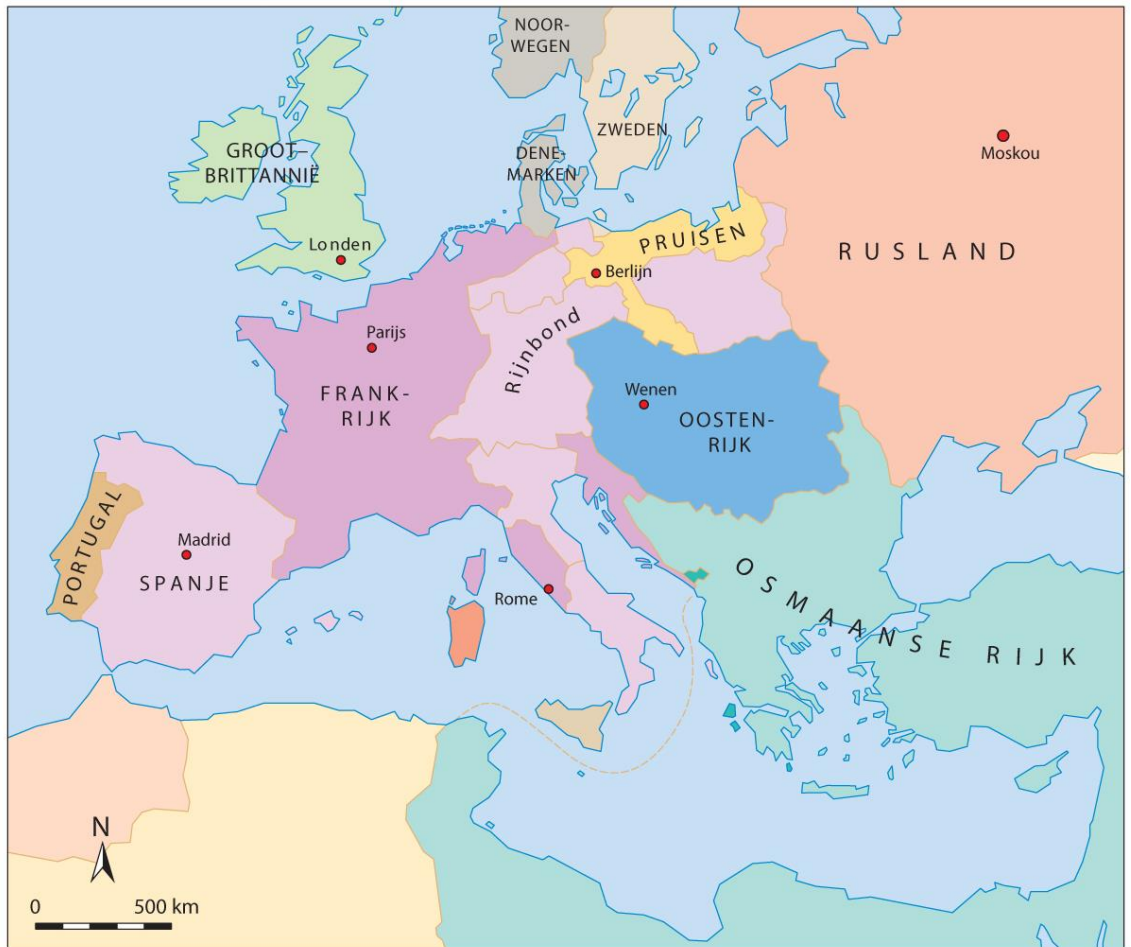 NOOR-
WEGEN
ZWEDEN
DENE-
MARKEN
Moskou
GROOT–
BRITTANNIË
Londen
PRUISEN
Berlijn
RUSLAND
Parijs
Rijnbond
FRANK-
RIJK
Wenen
OOSTEN-
RIJK
PORTUGAL
Madrid
SPANJE
Rome
OSMAANSE RIJK
N
0 500 km